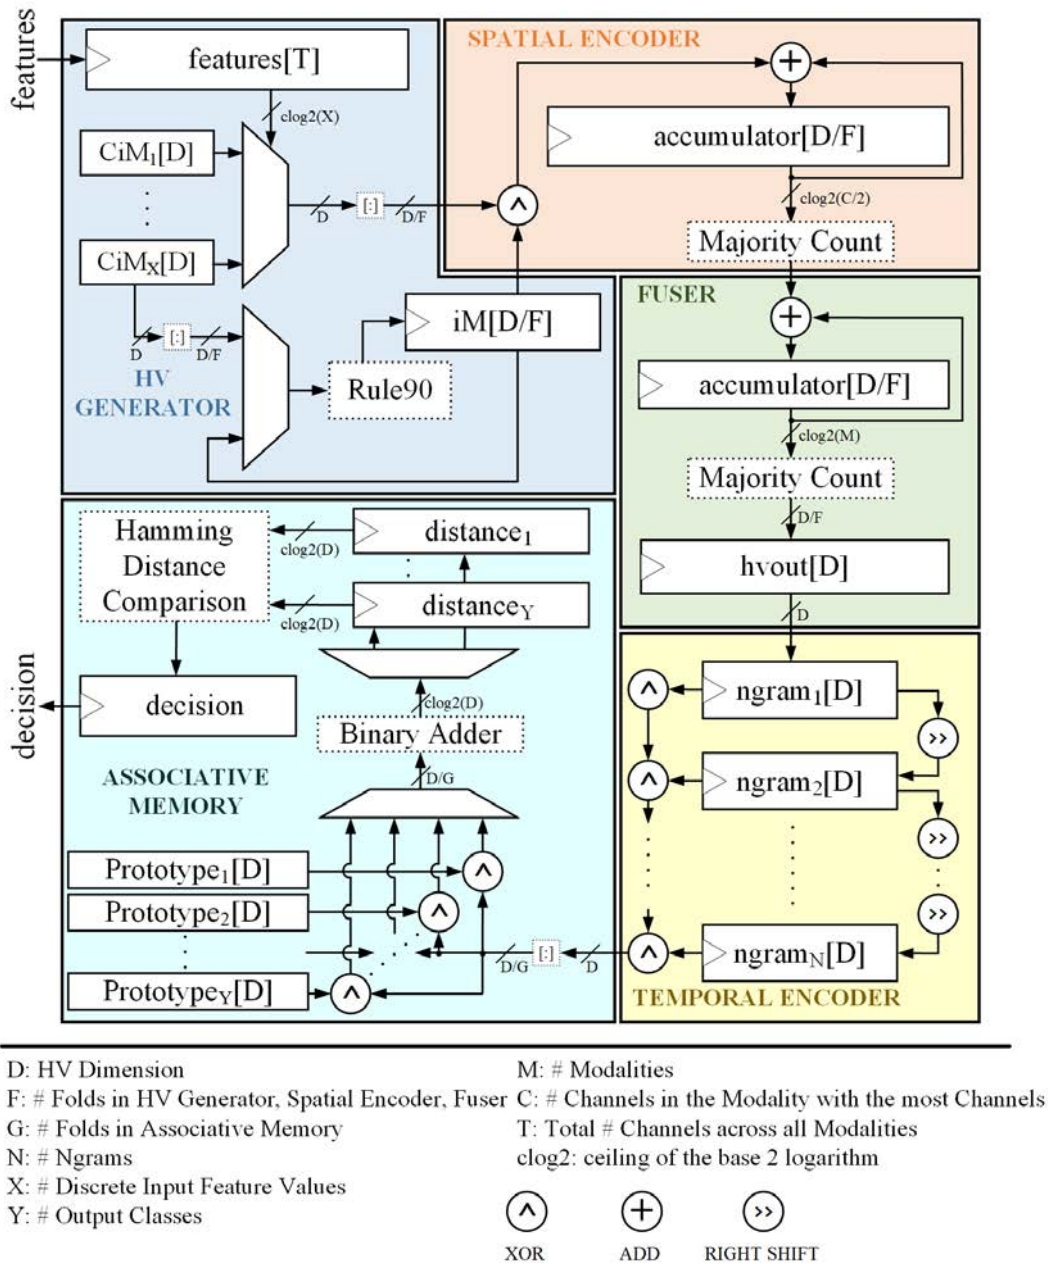 features
features[T]
clog2(X)
CiM1[D]
CiMX[D]
D
[:]
D/F
D
[:]
D/F
iM[D/F]
Rule90
HV
GENERATOR
SPATIAL ENCODER
+
accumulator[D/F]
clog2(C/2)
^
Majority Count
FUSER
+
accumulator[D/F]
clog2(M)
Majority Count
D/F
hvout[D]
D
Hamming
Distance
Comparison
clog2(D)
distance1
clog2(D)
distanceY
decision
decision
clog2(D)
Binary Adder
D/G
ASSOCIATIVE
MEMORY
Prototype1[D]
^
Prototype2[D]
^
PrototypeY[D]
^
D/G
[:]
D
^
ngram1[D]
>>
^
ngram2[D]
>>
>>
^
ngramN[D]
TEMPORAL ENCODER
D: HV Dimension
F: # Folds in HV Generator, Spatial Encoder, Fuser
G: # Folds in Associative Memory
N: # Ngrams
X: # Discrete Input Feature Values
Y: # Output Classes
M: # Modalities
C: # Channels in the Modality with the most Channels
T: Total # Channels across all Modalities
clog2: ceiling of the base 2 logarithm
^
+
>>
XOR
ADD
RIGHT SHIFT